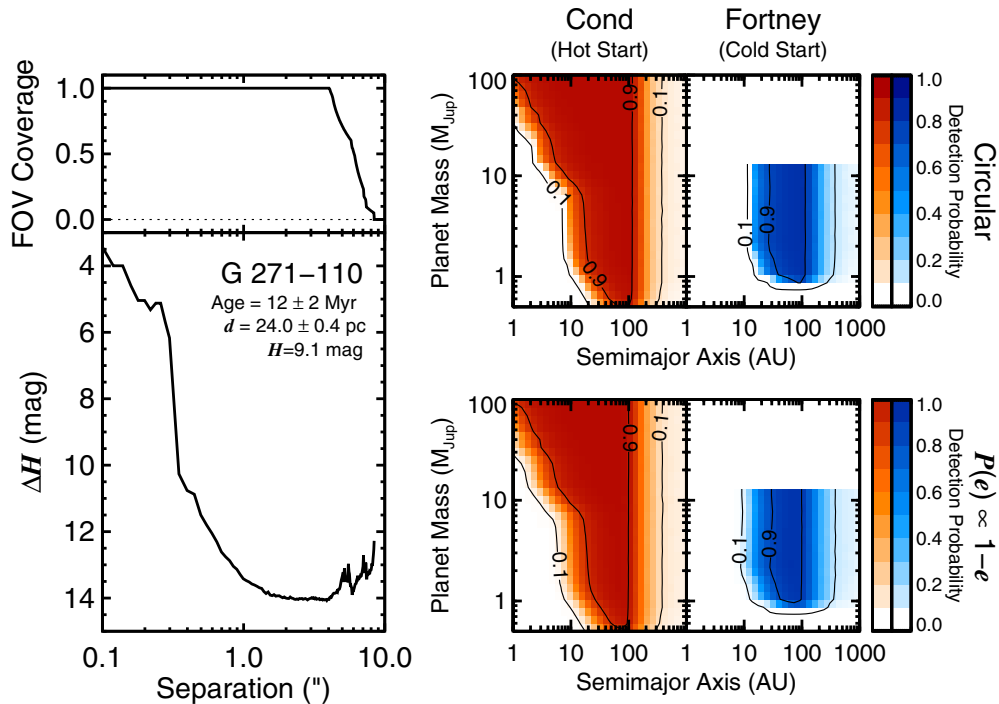 Cond
(Hot Start)
Fortney
(Cold Start)
FOV Coverage
1.0
0.5
0.0
G 271−110
Age = 12 ± 2 Myr
d = 24.0 ± 0.4 pc
H=9.1 mag
ΔH (mag)
4
6
8
10
12
14
0.1
1.0
10.0
Separation (")
Planet Mass (MJup)
100
10
1
0.1
0.9
0.9
0.1
0.1
0.9
1
10
100
1
10
100
1000
Semimajor Axis (AU)
1.0
0.8
0.6
0.4
0.2
0.0
Detection Probability
Circular
Planet Mass (MJup)
100
10
1
0.1
0.9
0.1
0.1
0.9
1
10
100
1
10
100
1000
Semimajor Axis (AU)
1.0
0.8
0.6
0.4
0.2
0.0
Detection Probability
P(e) ∝ 1−e